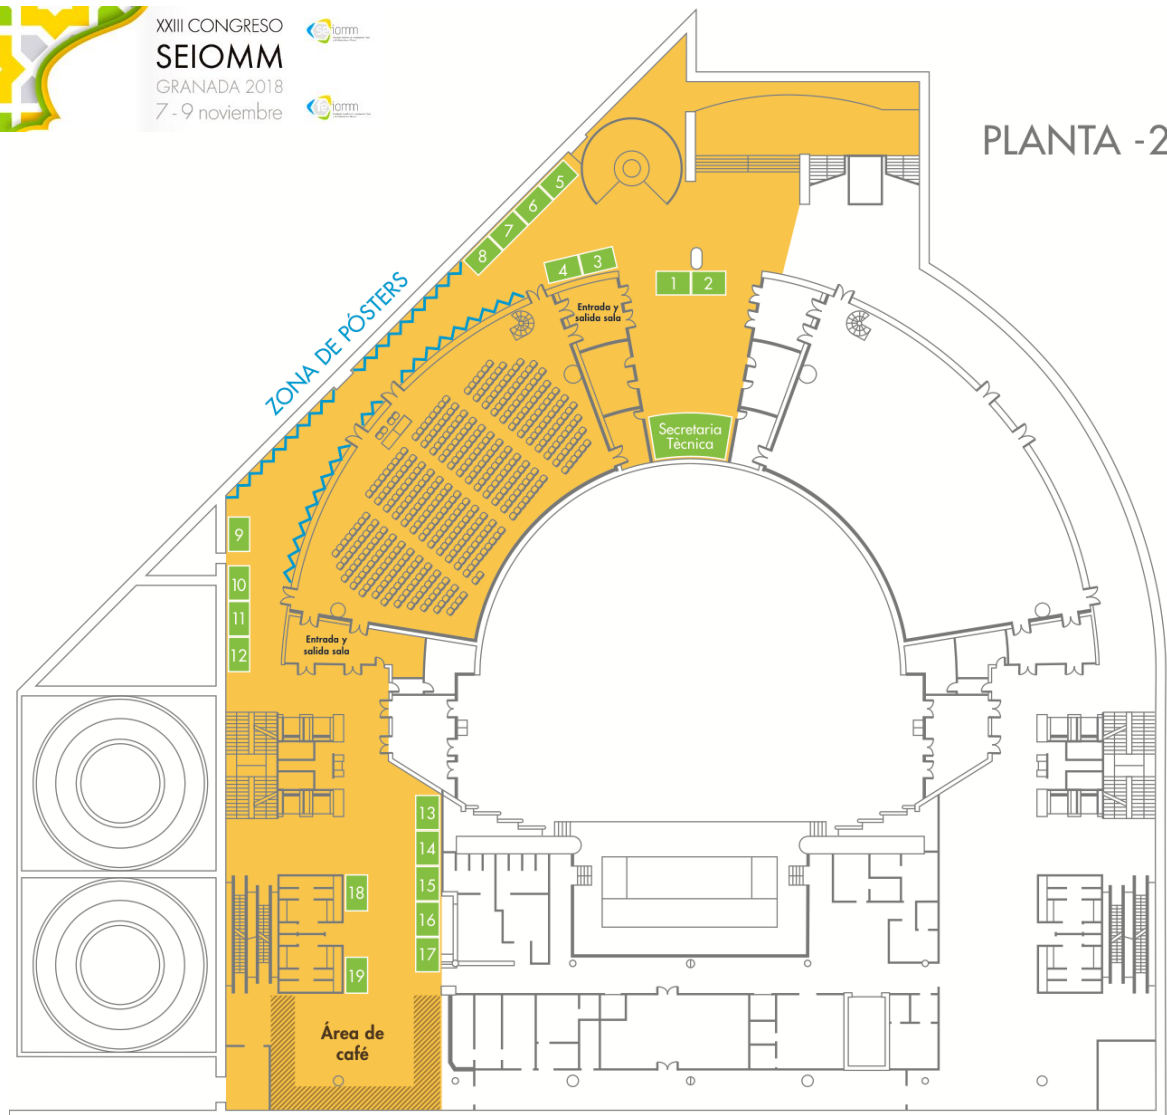 XXIII CONGRESO
SEIOMM
GRANADA 2018
7 - 9 noviembre
seiomm
iomm
PLANTA -2
5
6
7
8
4
3
1
2
ZONA DE PÓSTERS
Entrada y
salida sala
Secretaria
Tècnica
9
10
11
12
Entrada y
salida sala
13
14
15
16
17
18
19
Área de
café